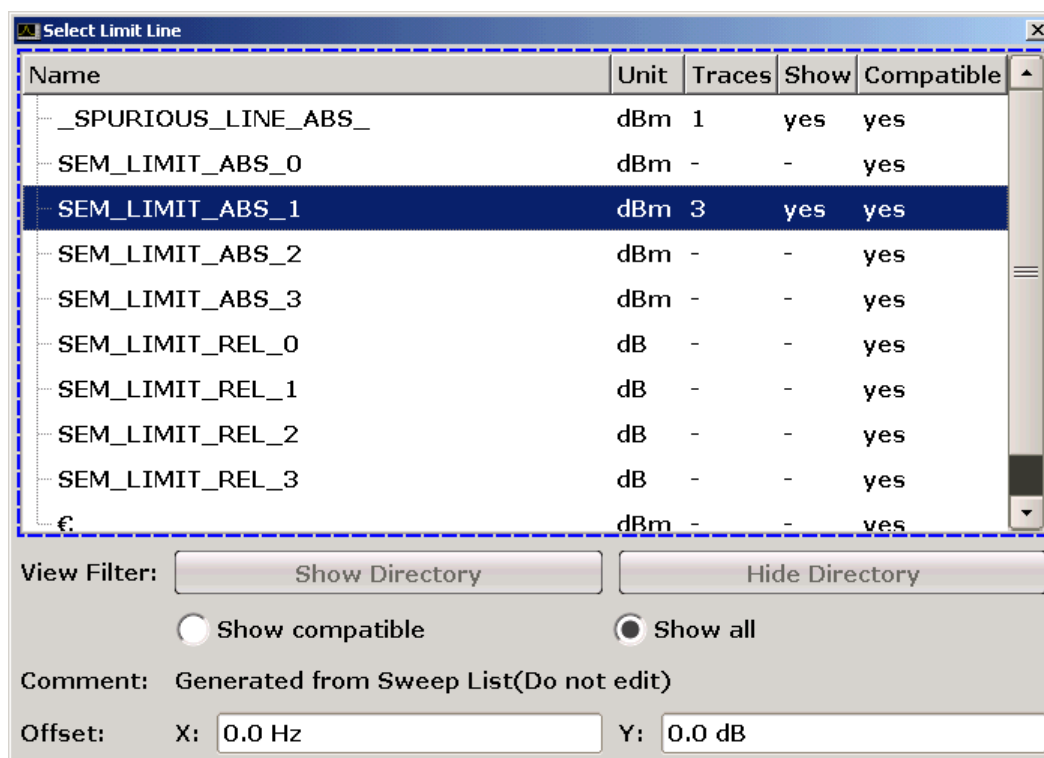 Select Limit Line
Name Unit Traces Show Compatible
_SPURIOUS_LINE_ABS_ dBm 1 yes yes
SEM_LIMIT_ABS_0 dBm - - yes
SEM_LIMIT_ABS_1 dBm 3 yes yes
SEM_LIMIT_ABS_2 dBm - - yes
SEM_LIMIT_ABS_3 dBm - - yes
SEM_LIMIT_REL_0 dB - - yes
SEM_LIMIT_REL_1 dB - - yes
SEM_LIMIT_REL_2 dB - - yes
SEM_LIMIT_REL_3 dB - - yes
€ dBm - - yes
View Filter: Show Directory Hide Directory
Show compatible Show all
Comment: Generated from Sweep List(Do not edit)
Offset: X: 0.0 Hz Y: 0.0 dB